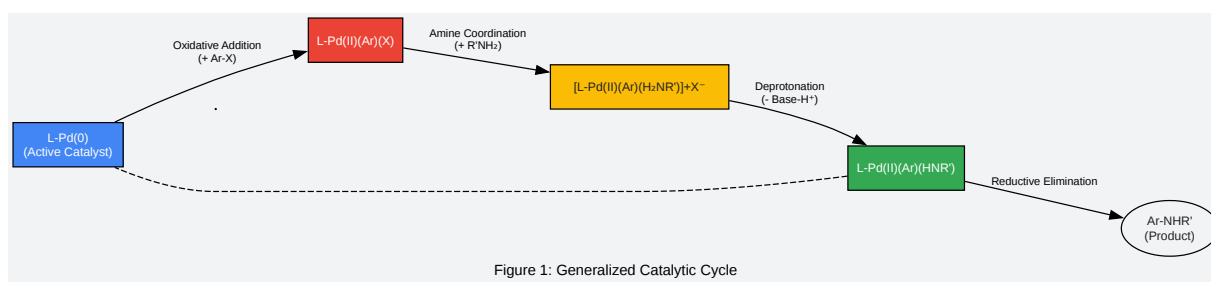 Oxidative Addition
(+ Ar-X)
L-Pd(II)(Ar)(X)
Amine Coordination
(+ R'NH₂)
[L-Pd(II)(Ar)(H₂NR')]+X⁻
Deprotonation
(- Base-H⁺)
L-Pd(0)
(Active Catalyst)
L-Pd(II)(Ar)(HNR')
Reductive Elimination
Ar-NHR'
(Product)
Figure 1: Generalized Catalytic Cycle